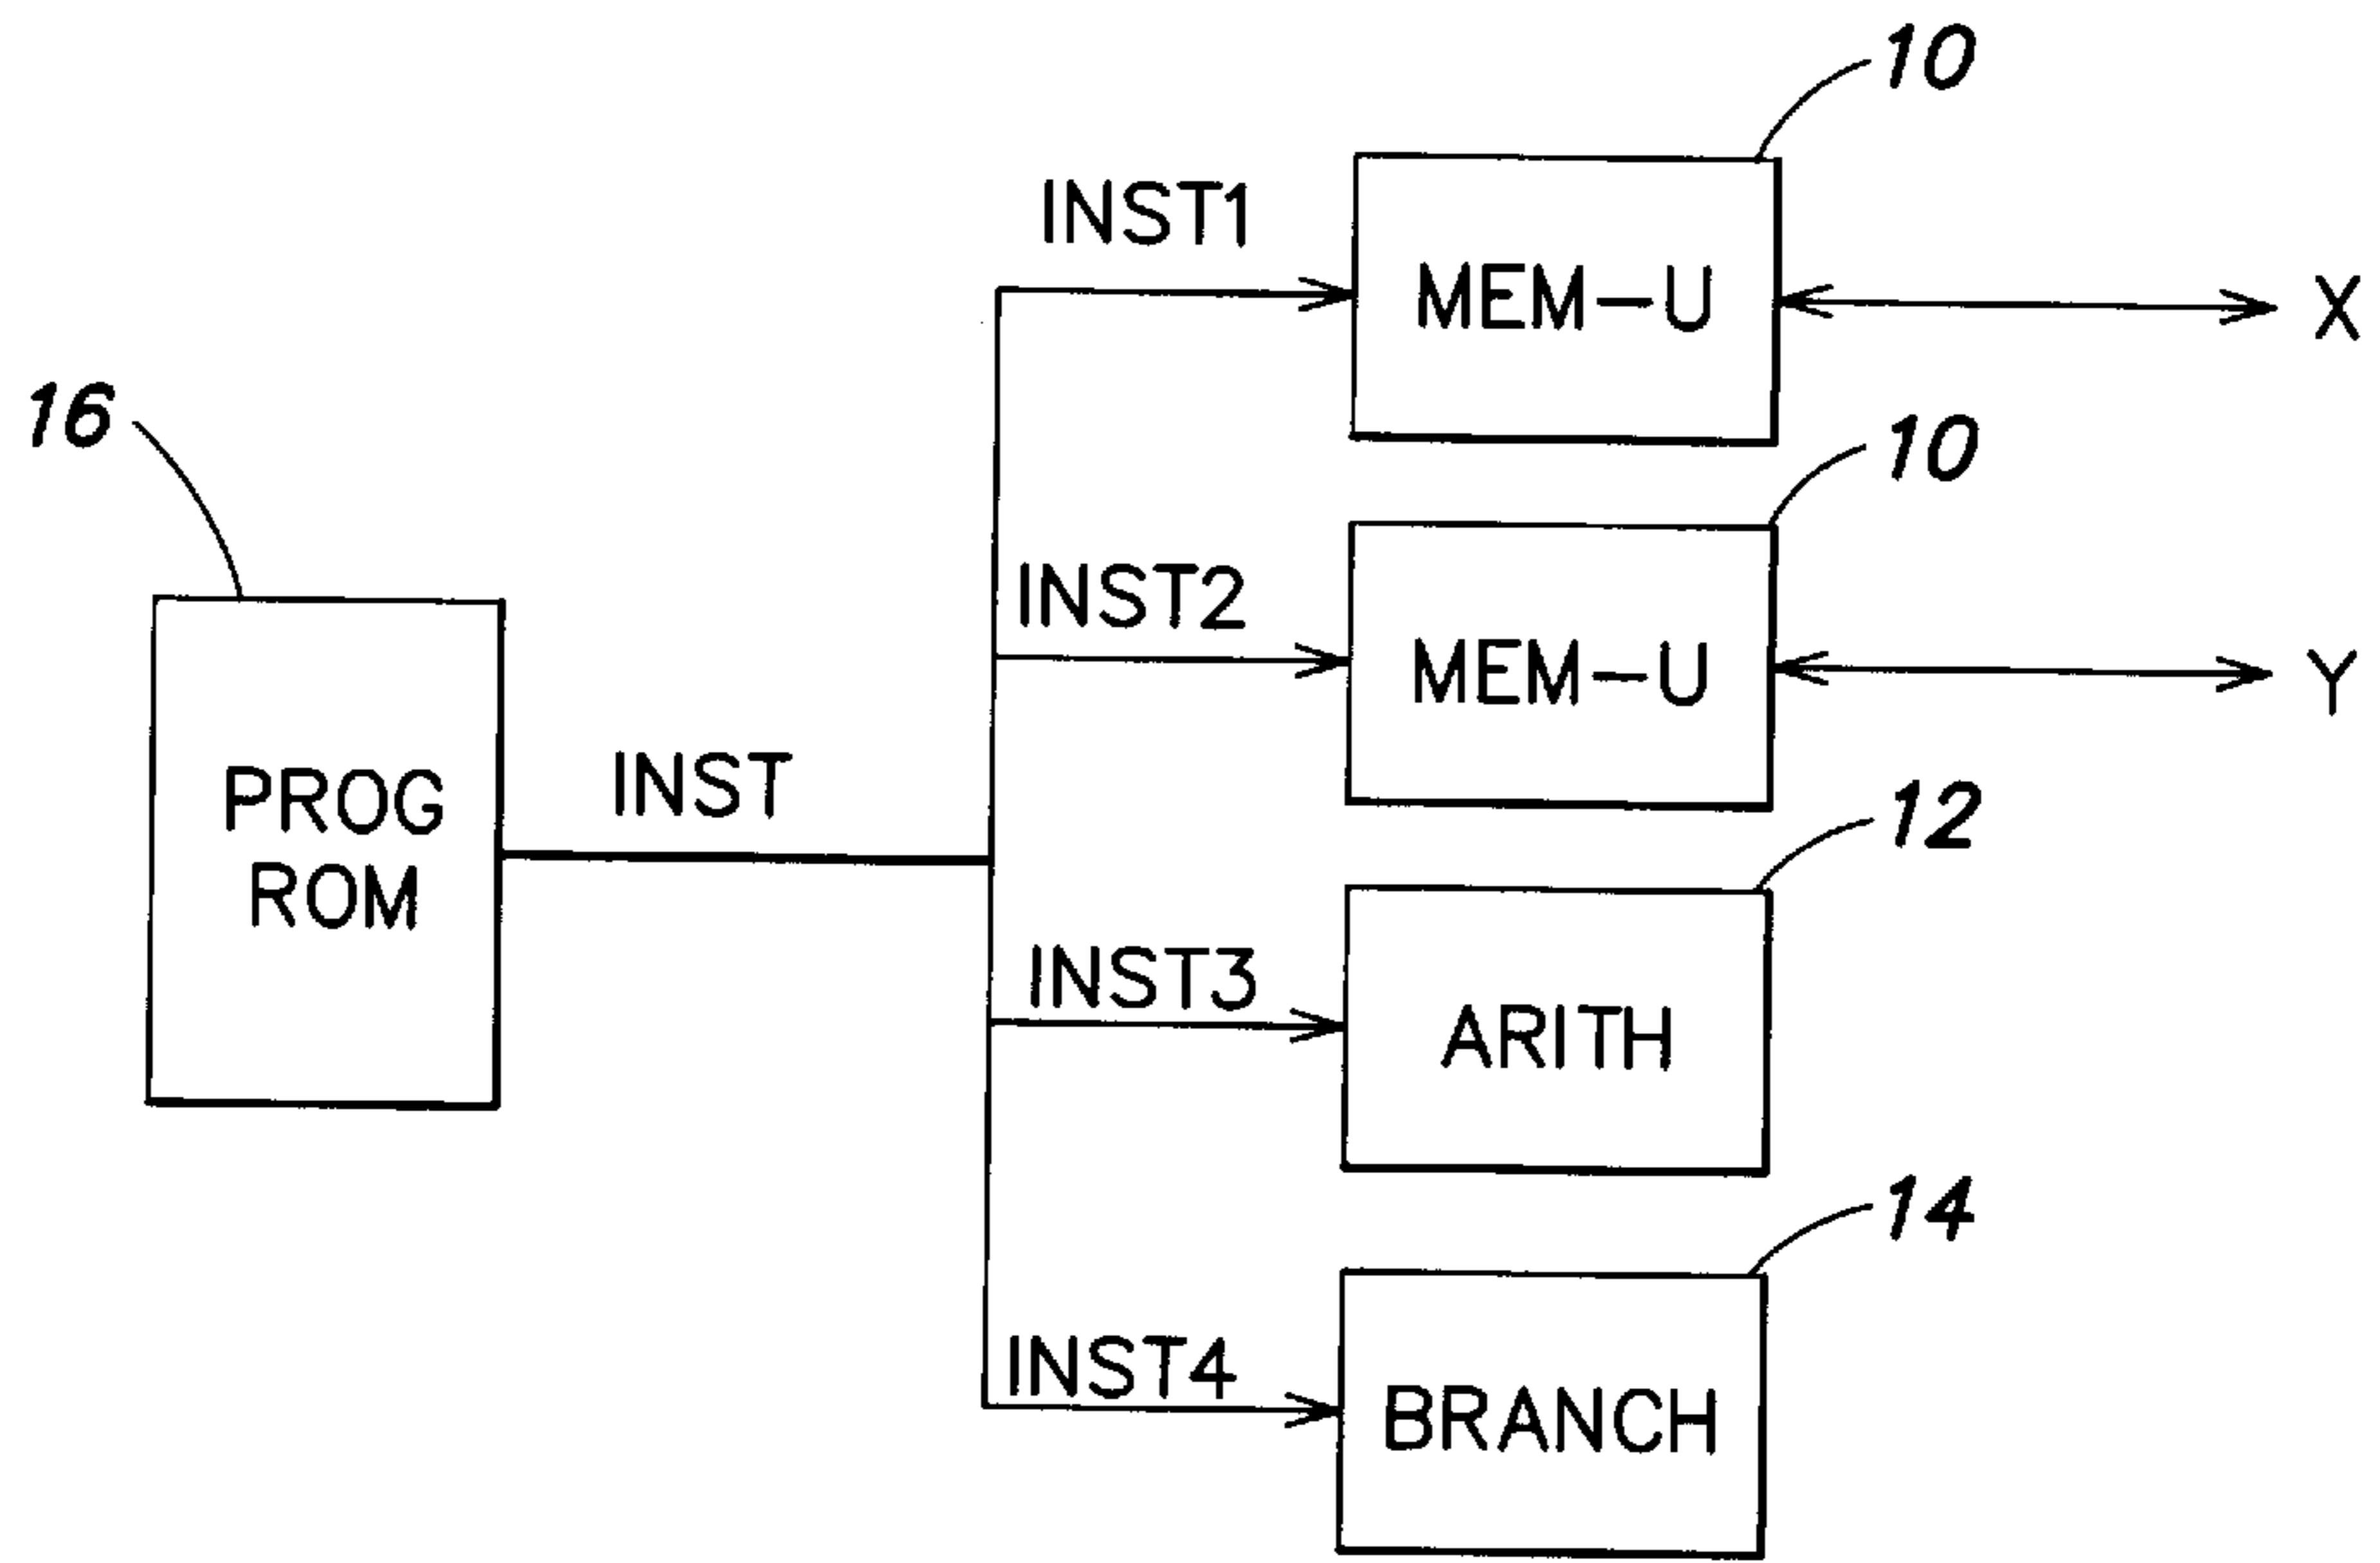 10
INST1
MEM-U
X
16
10
INST2
MEM-U
Y
INST
PROG
ROM
12
INST3
ARITH
14
INST4
BRANCH